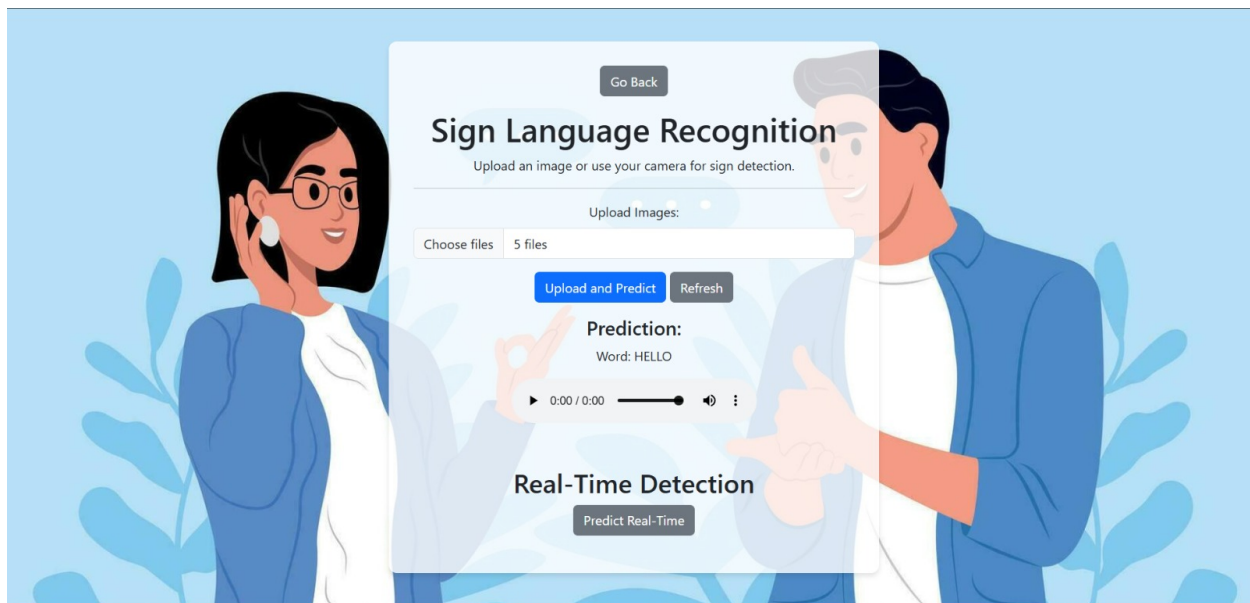 Go Back
Sign Language Recognition
Upload an image or use your camera for sign detection.
Upload Images:
Choose files 5 files
Upload and Predict Refresh
Prediction:
Word: HELLO
0:00 / 0:00
Real-Time Detection
Predict Real-Time